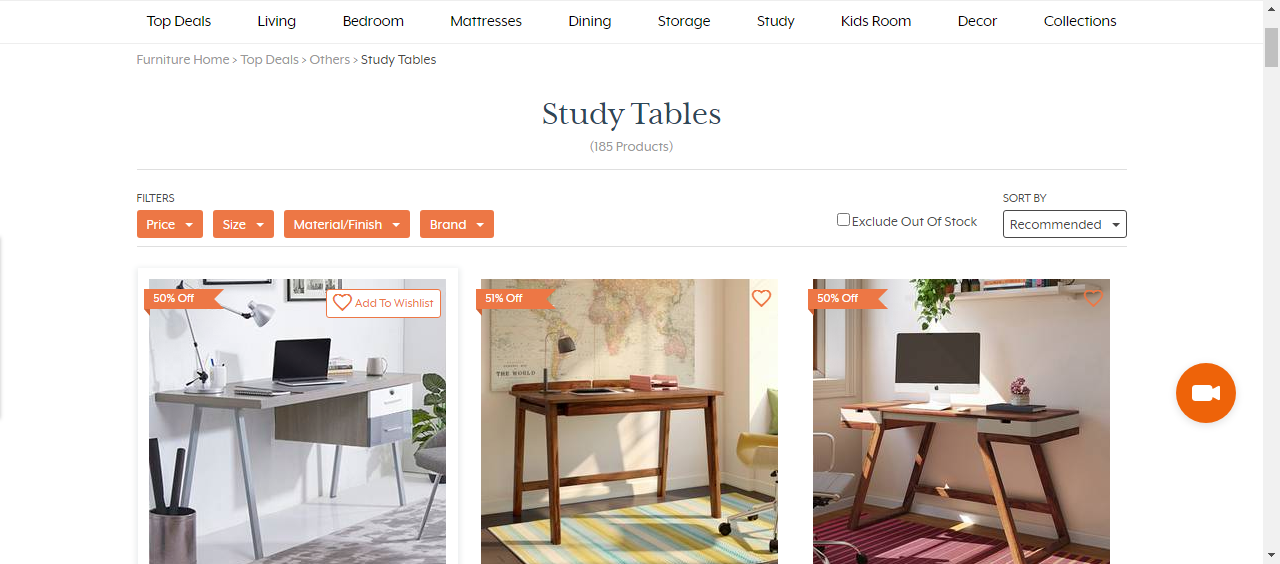 Top Deals Living Bedroom Mattresses Dining Storage Study Kids Room Decor Collections
Furniture Home > Top Deals > Others > Study Tables
Study Tables
(185 Products)
FILTERS
SORT BY
Price Size Material/Finish Brand
Exclude Out Of Stock
Recommended
50% Off
Add To Wishlist
51% Off
50% Off
THE WORLD